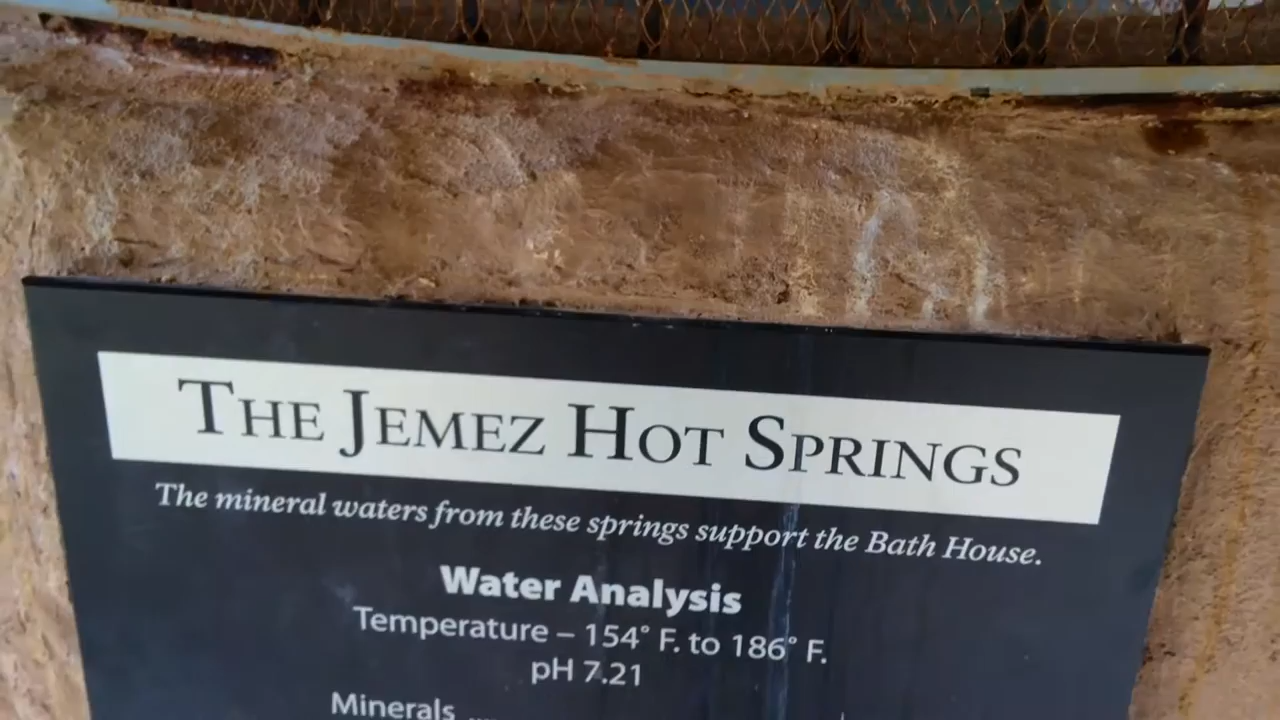 THE JEMEZ HOT SPRINGS
The mineral waters from these springs support the Bath House.
Water Analysis
Temperature – 154° F. to 186° F.
pH 7.21
Minerals